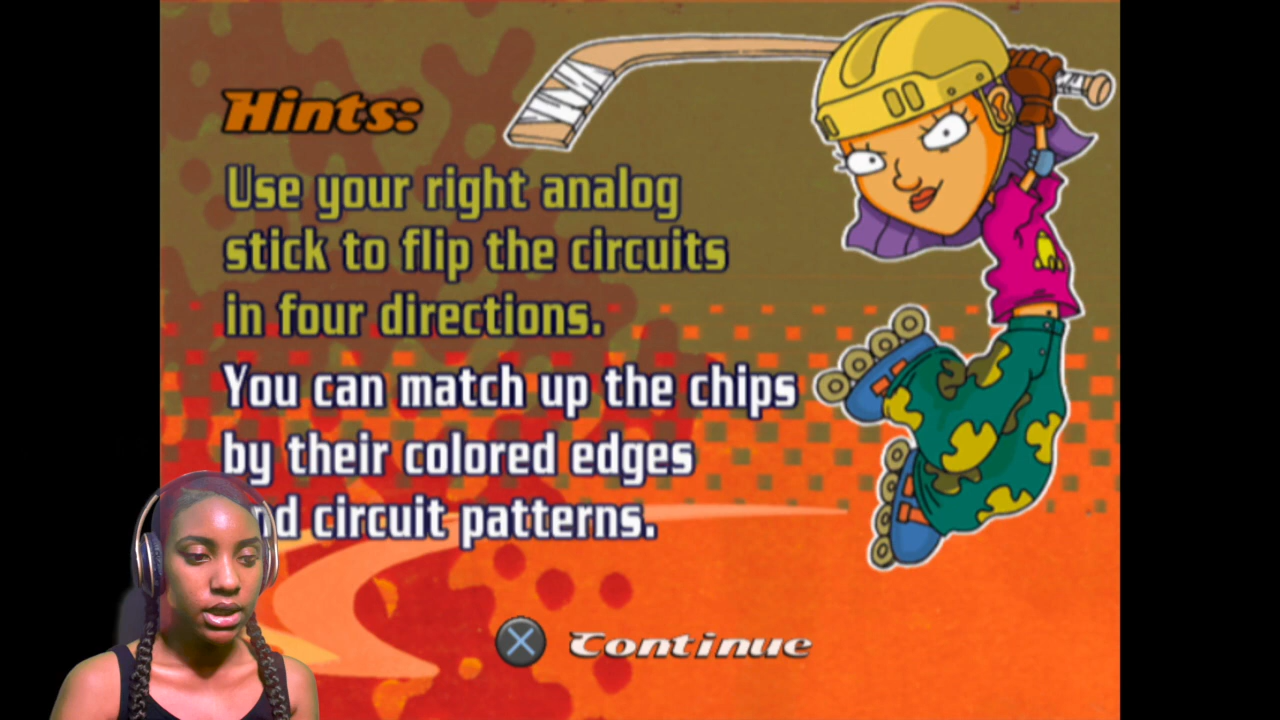 Hints:
Use your right analog
stick to flip the circuits
in four directions.
You can match up the chips
by their colored edges
and circuit patterns.
Continue